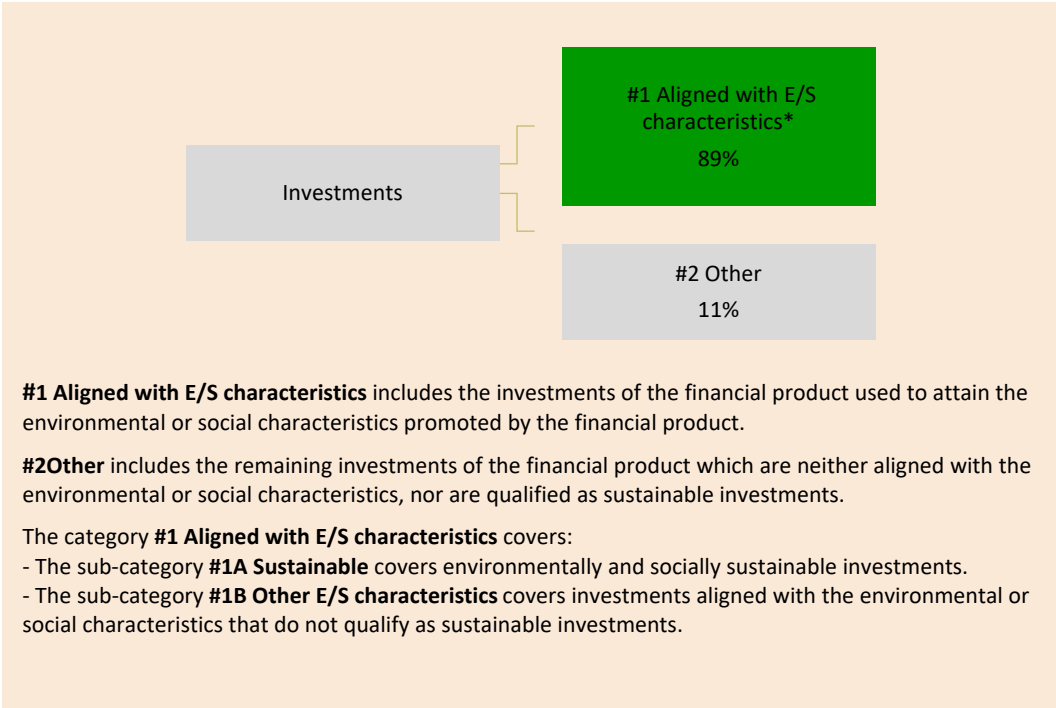 #1 Aligned with E/S
characteristics*
89%
Investments
#2 Other
11%
#1 Aligned with E/S characteristics includes the investments of the financial product used to attain the
environmental or social characteristics promoted by the financial product.
#2Other includes the remaining investments of the financial product which are neither aligned with the
environmental or social characteristics, nor are qualified as sustainable investments.
The category #1 Aligned with E/S characteristics covers:
- The sub-category #1A Sustainable covers environmentally and socially sustainable investments.
- The sub-category #1B Other E/S characteristics covers investments aligned with the environmental or
social characteristics that do not qualify as sustainable investments.